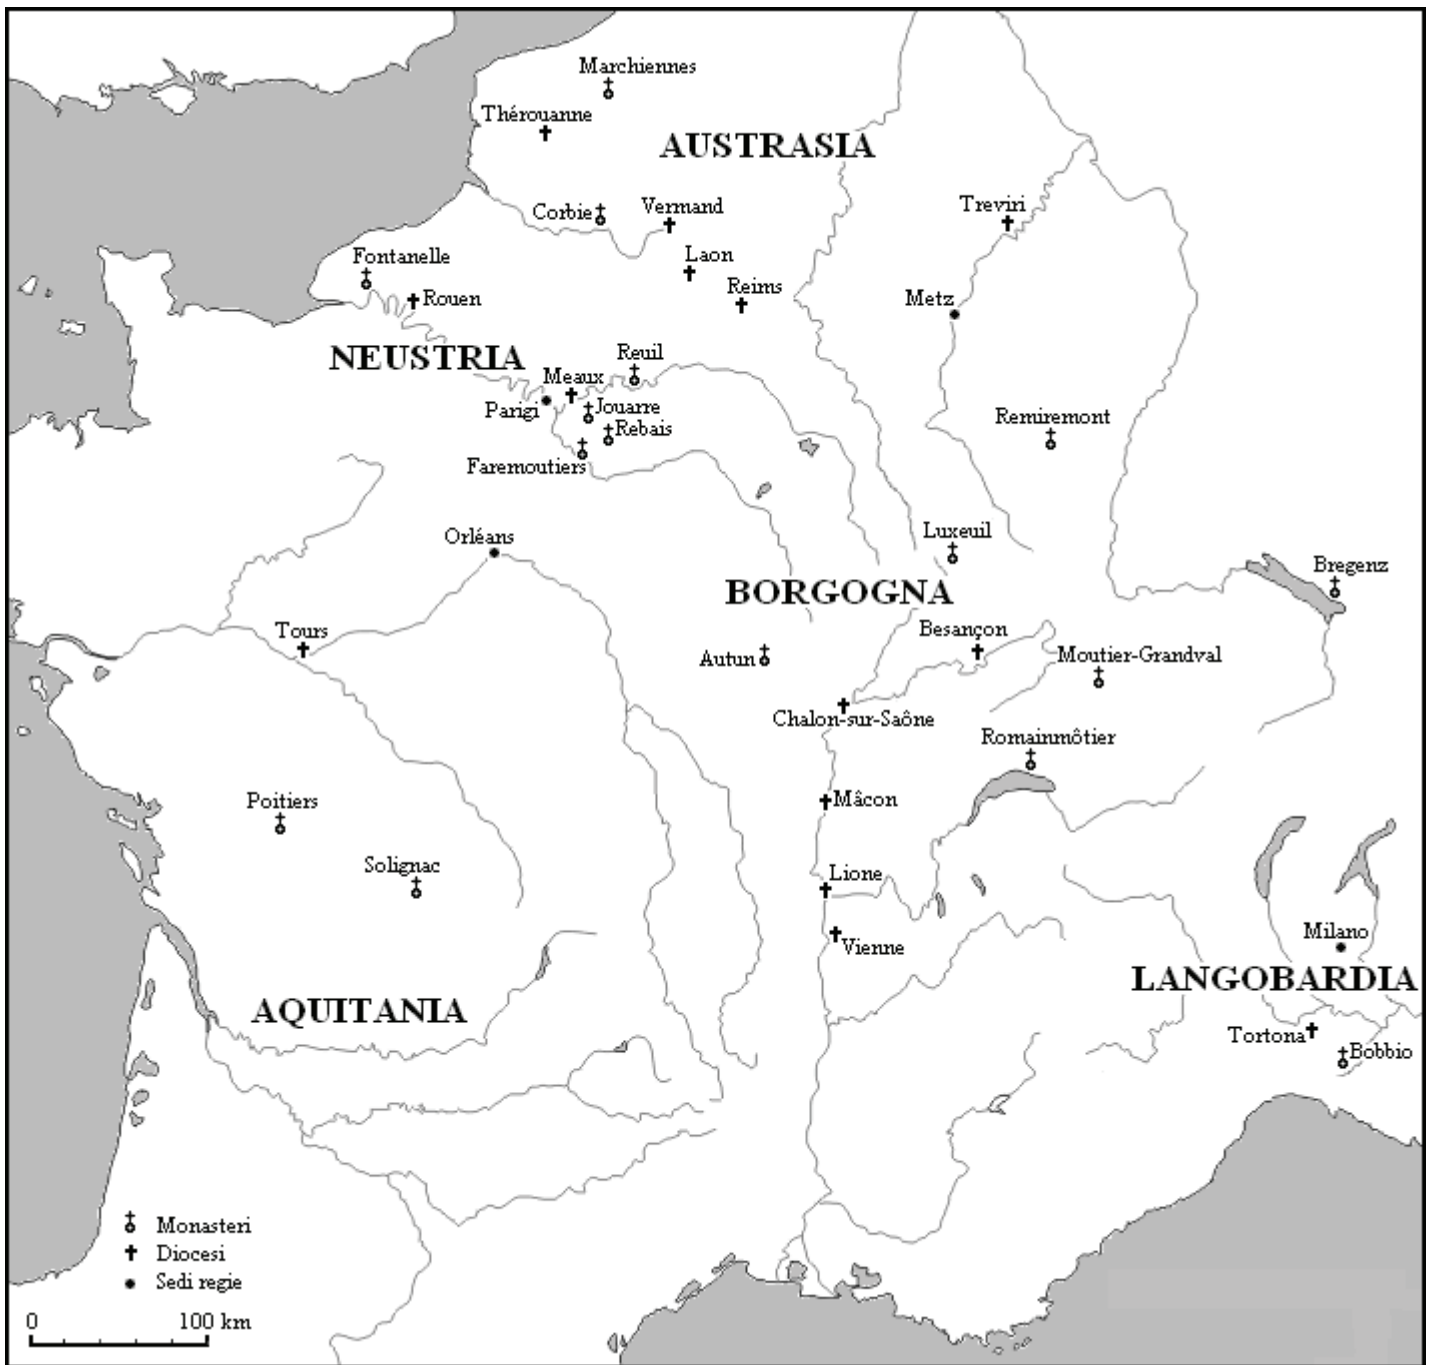 Marchiennes
Thérouanne
AUSTRASIA
Corbie
Vermand
Treviri
Fontanelle
Laon
Rouen
Reims
Metz
NEUSTRIA
Reuil
Meaux
Parigi
Jouarre
Rebais
Remiremont
Faremoutiers
Orléans
Luxeuil
Bregenz
BORGOGNA
Tours
Besançon
Autun
Moutier-Grandval
Chalon-sur-Saône
Romainmôtier
Poitiers
Mâcon
Solignac
Lione
Vienne
Milano
LANGOBARDIA
AQUITANIA
Tortona
Bobbio
Monasteri
Diocesi
Sedi regie
0 100 km